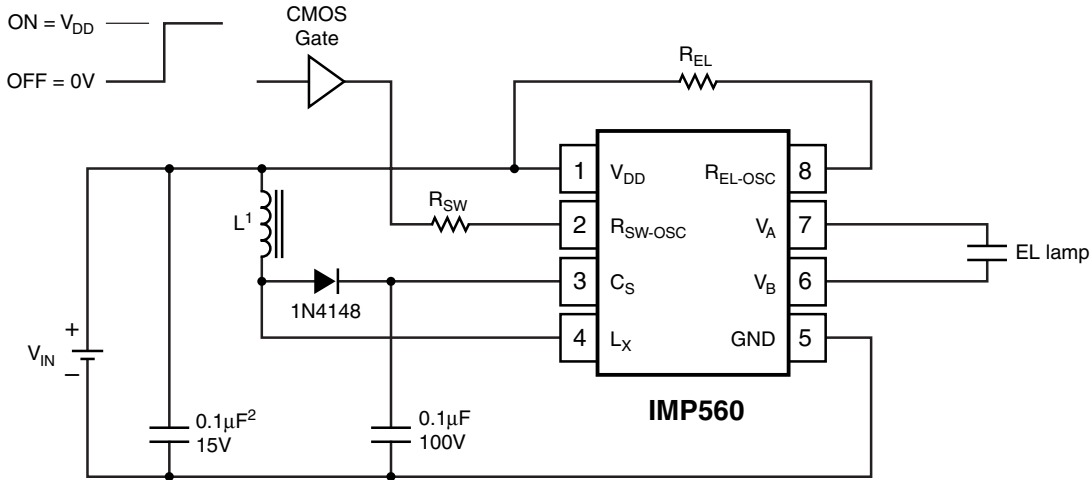 ON = VDD
OFF = 0V
CMOS
Gate
REL
1
VDD
REL-OSC
8
L1
RSW
2
RSW-OSC
VA
7
EL lamp
1N4148
3
CS
VB
6
+
VIN
–
4
LX
GND
5
IMP560
0.1μF2
15V
0.1μF
100V